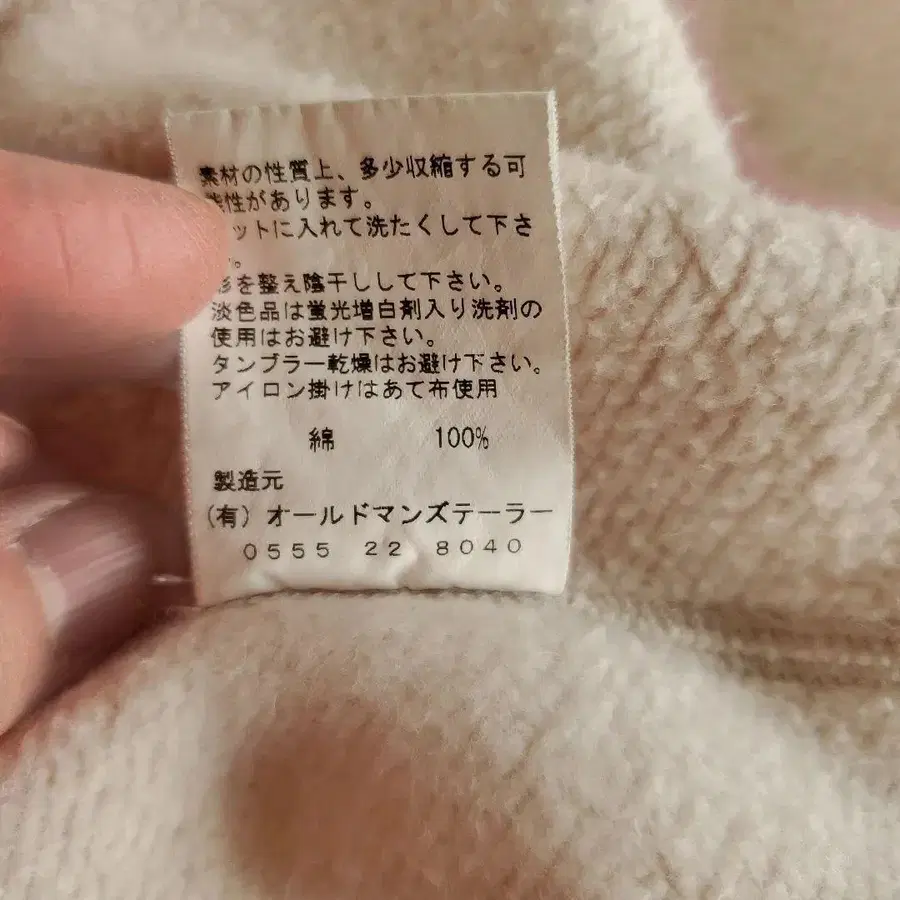 素材の性質上、多少収縮する可
能性があります。
ットに入れて洗たくして下さ
。
形を整え陰干しして下さい。
淡色品は蛍光増白剤入り洗剤の
使用はお避け下さい。
タンブラー乾燥はお避け下さい。
アイロン掛けはあて布使用
綿 100%
製造元
(有) オールドマンズテーラー
0555 22 8040